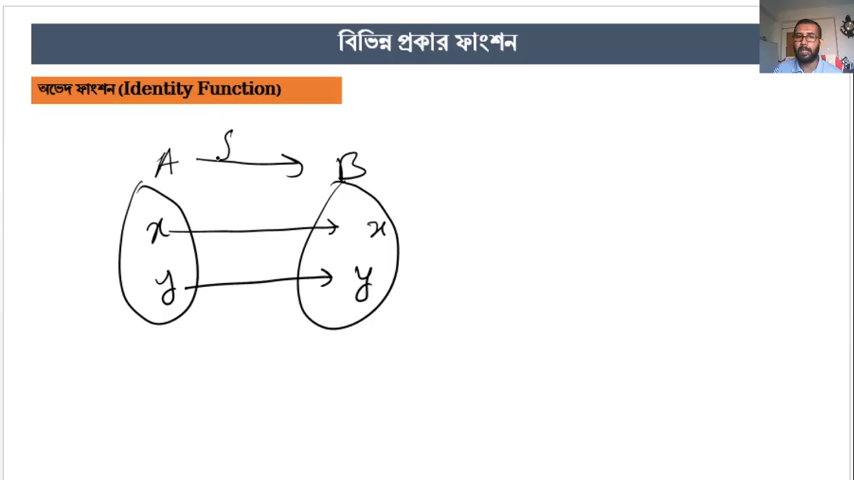 বিভিন্ন প্রকার ফাংশন
অভেদ ফাংশন (Identity Function)
A f B
x x
y y